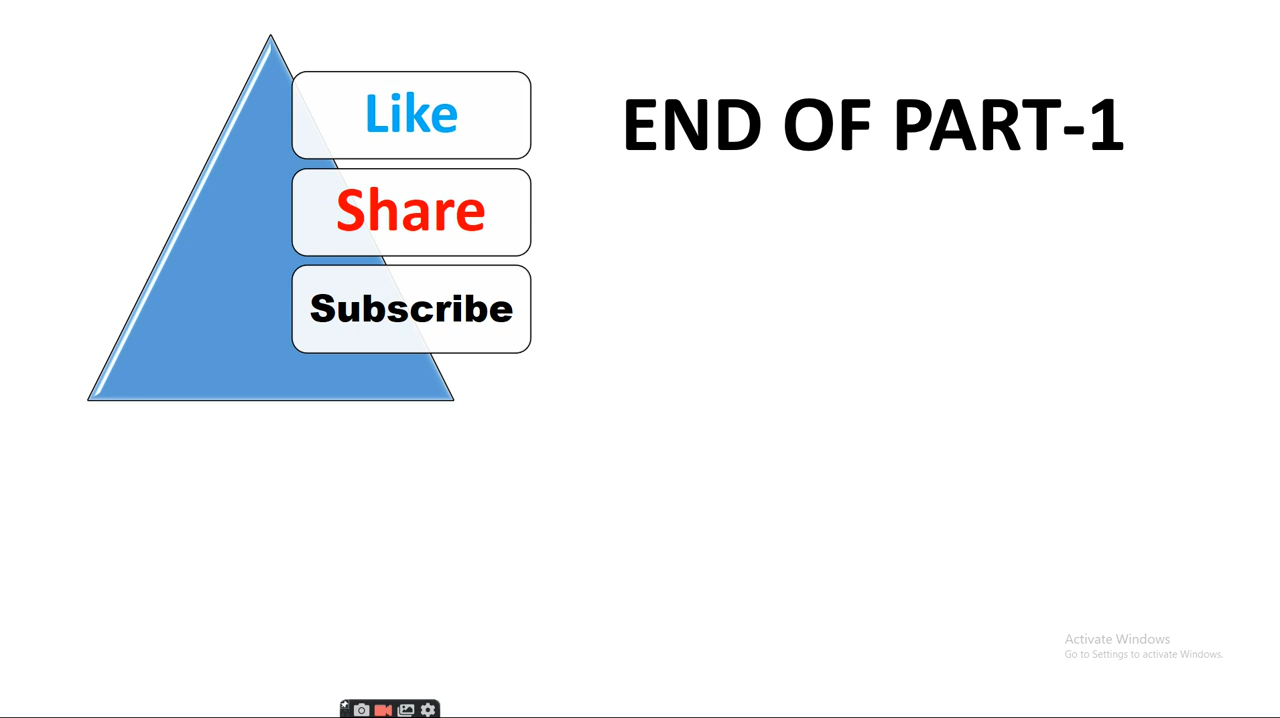 Like
END OF PART-1
Share
Subscribe
Activate Windows
Go to Settings to activate Windows.